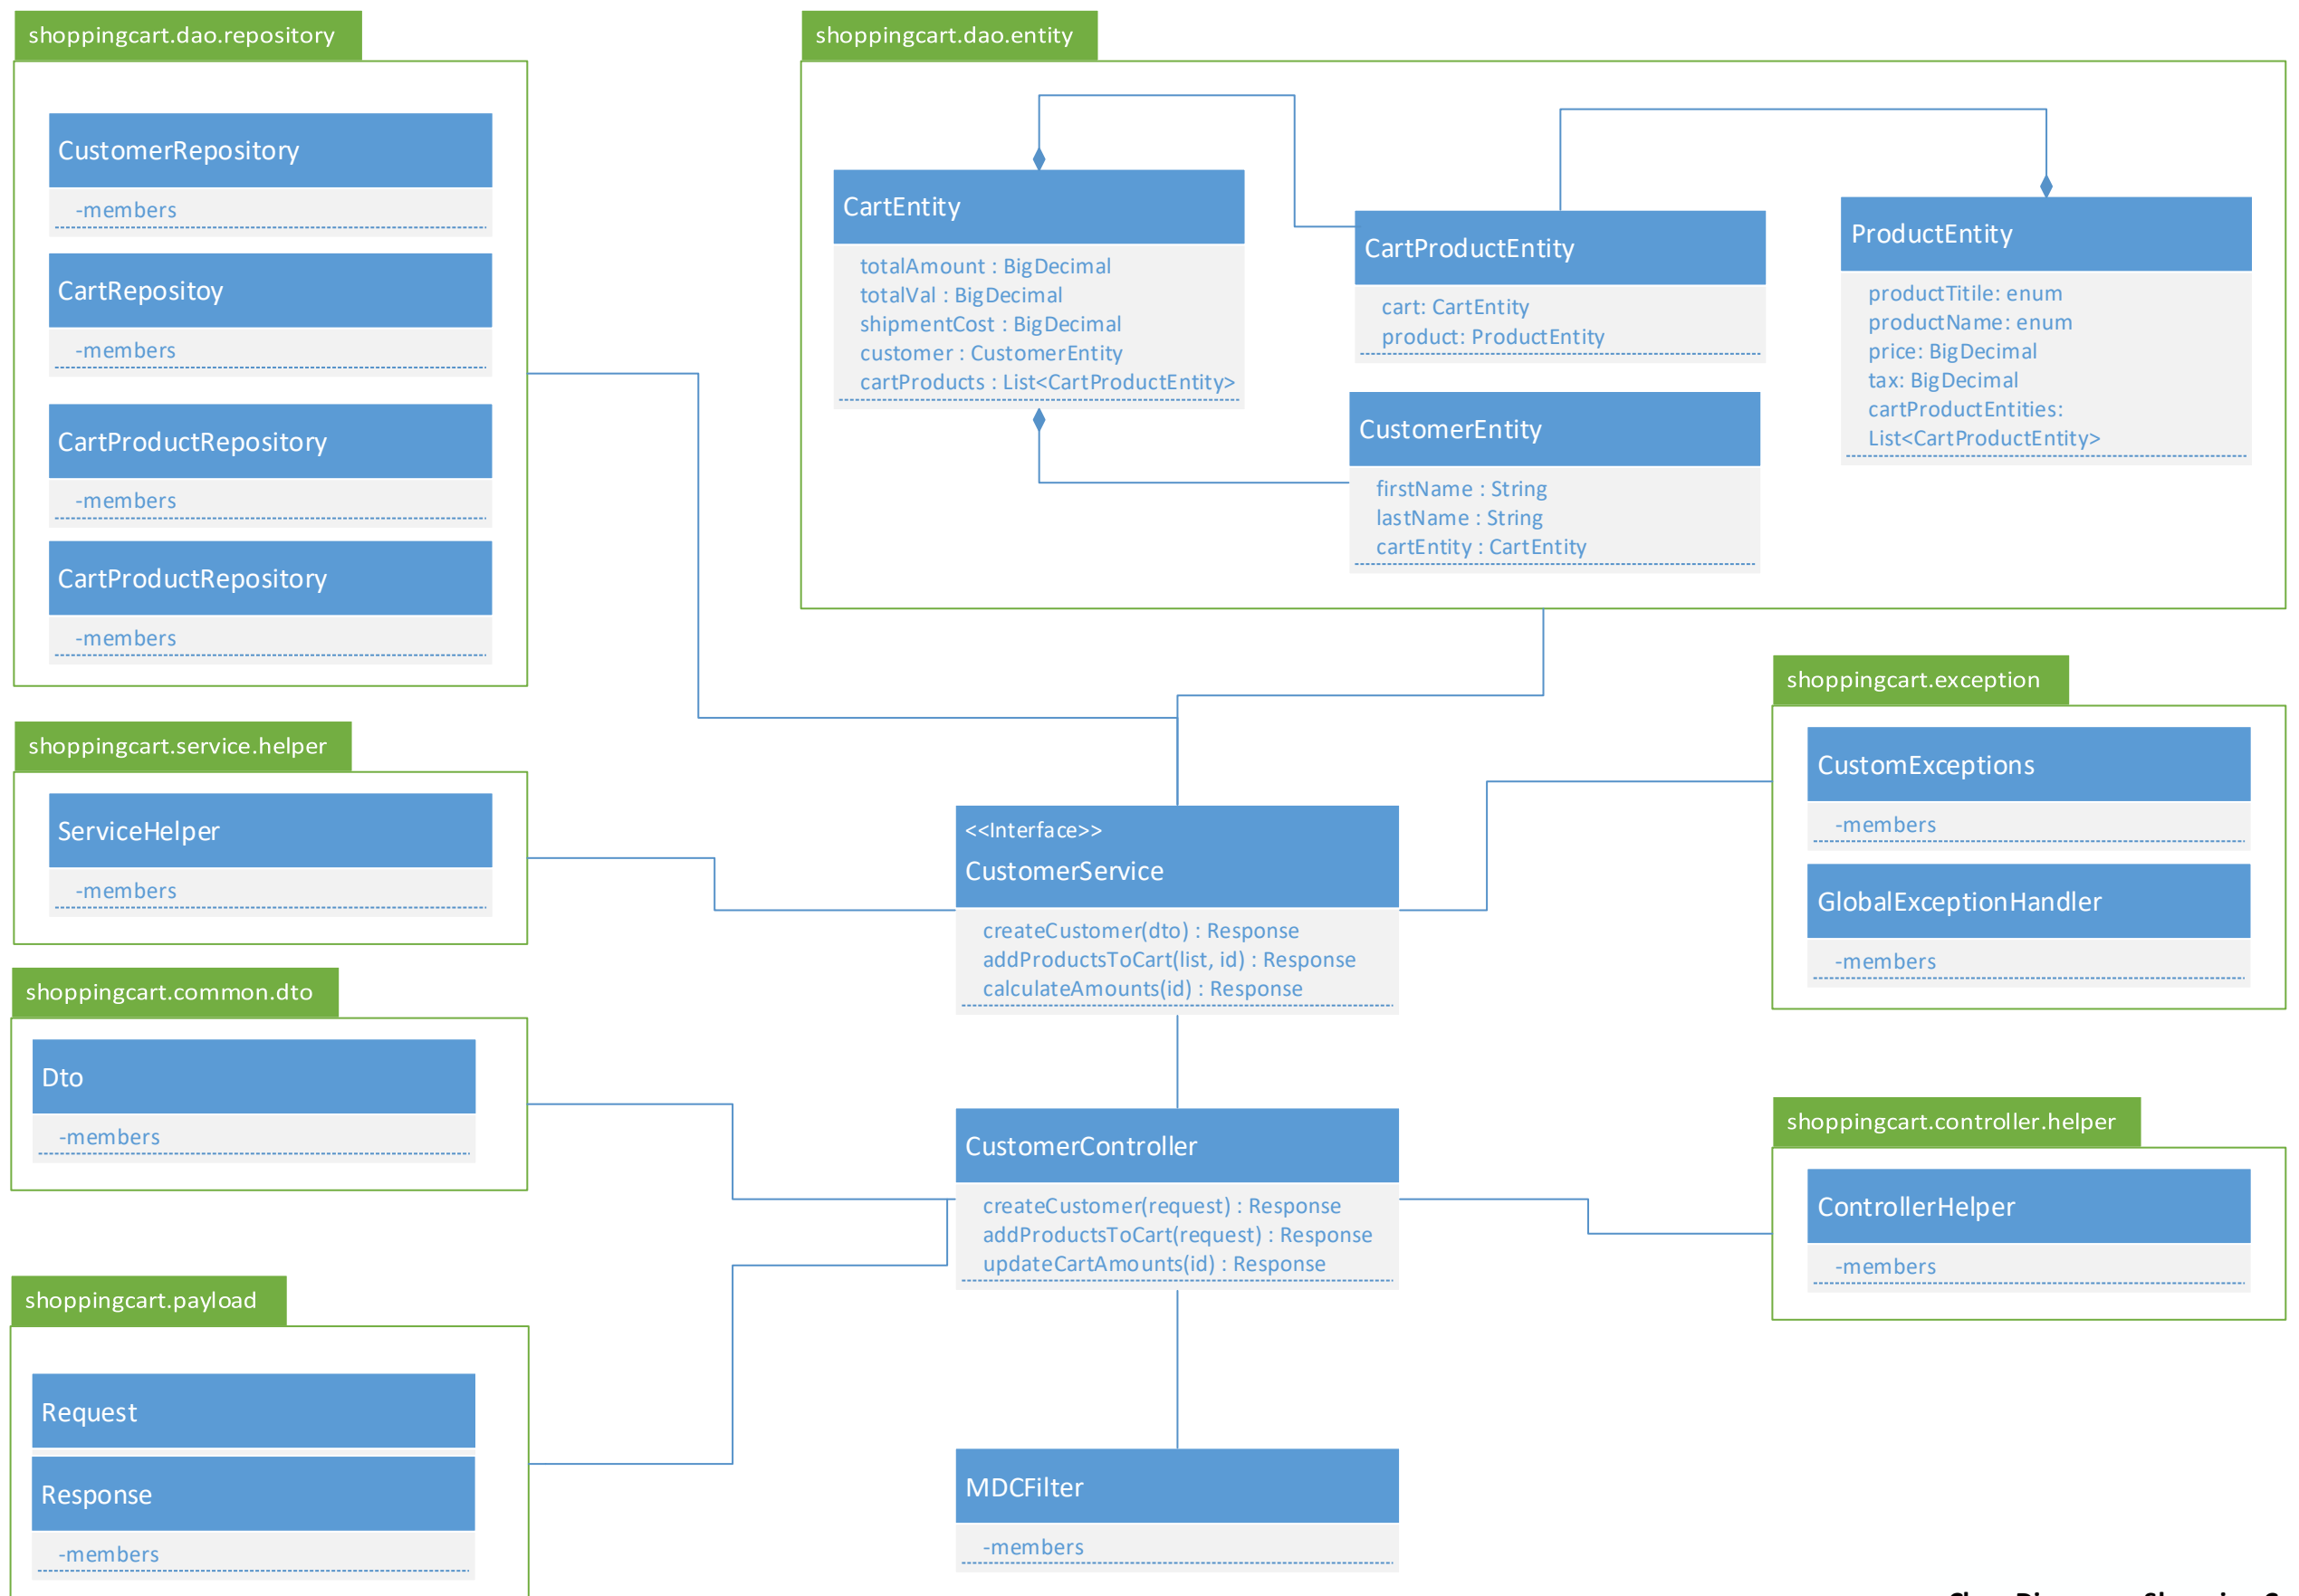 shoppingcart.dao.repository
CustomerRepository
-members
CartRepositoy
-members
CartProductRepository
-members
CartProductRepository
-members
shoppingcart.dao.entity
CartEntity
totalAmount : BigDecimal
totalVal : BigDecimal
shipmentCost : BigDecimal
customer : CustomerEntity
cartProducts : List<CartProductEntity>
CartProductEntity
cart: CartEntity
product: ProductEntity
CustomerEntity
firstName : String
lastName : String
cartEntity : CartEntity
ProductEntity
productTitile: enum
productName: enum
price: BigDecimal
tax: BigDecimal
cartProductEntities:
List<CartProductEntity>
shoppingcart.service.helper
ServiceHelper
-members
<<Interface>>
CustomerService
createCustomer(dto) : Response
addProductsToCart(list, id) : Response
calculateAmounts(id) : Response
shoppingcart.exception
CustomExceptions
-members
GlobalExceptionHandler
-members
shoppingcart.common.dto
Dto
-members
CustomerController
createCustomer(request) : Response
addProductsToCart(request) : Response
updateCartAmounts(id) : Response
shoppingcart.controller.helper
ControllerHelper
-members
shoppingcart.payload
Request
Response
-members
MDCFilter
-members